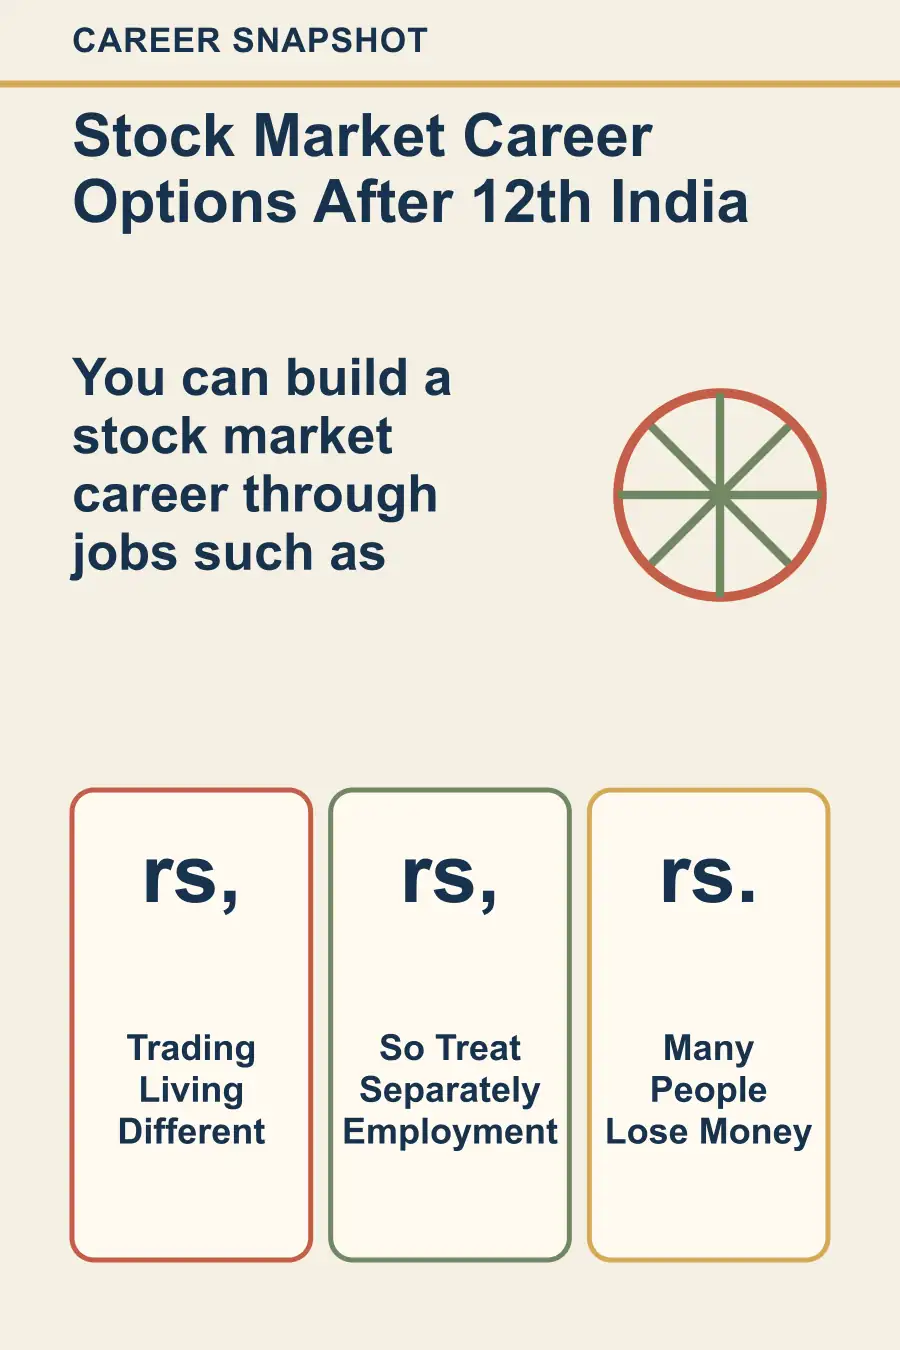 CAREER SNAPSHOT
Stock Market Career
Options After 12th India
You can build a
stock market
career through
jobs such as
rs,
Trading
Living
Different
rs,
So Treat
Separately
Employment
rs.
Many
People
Lose Money